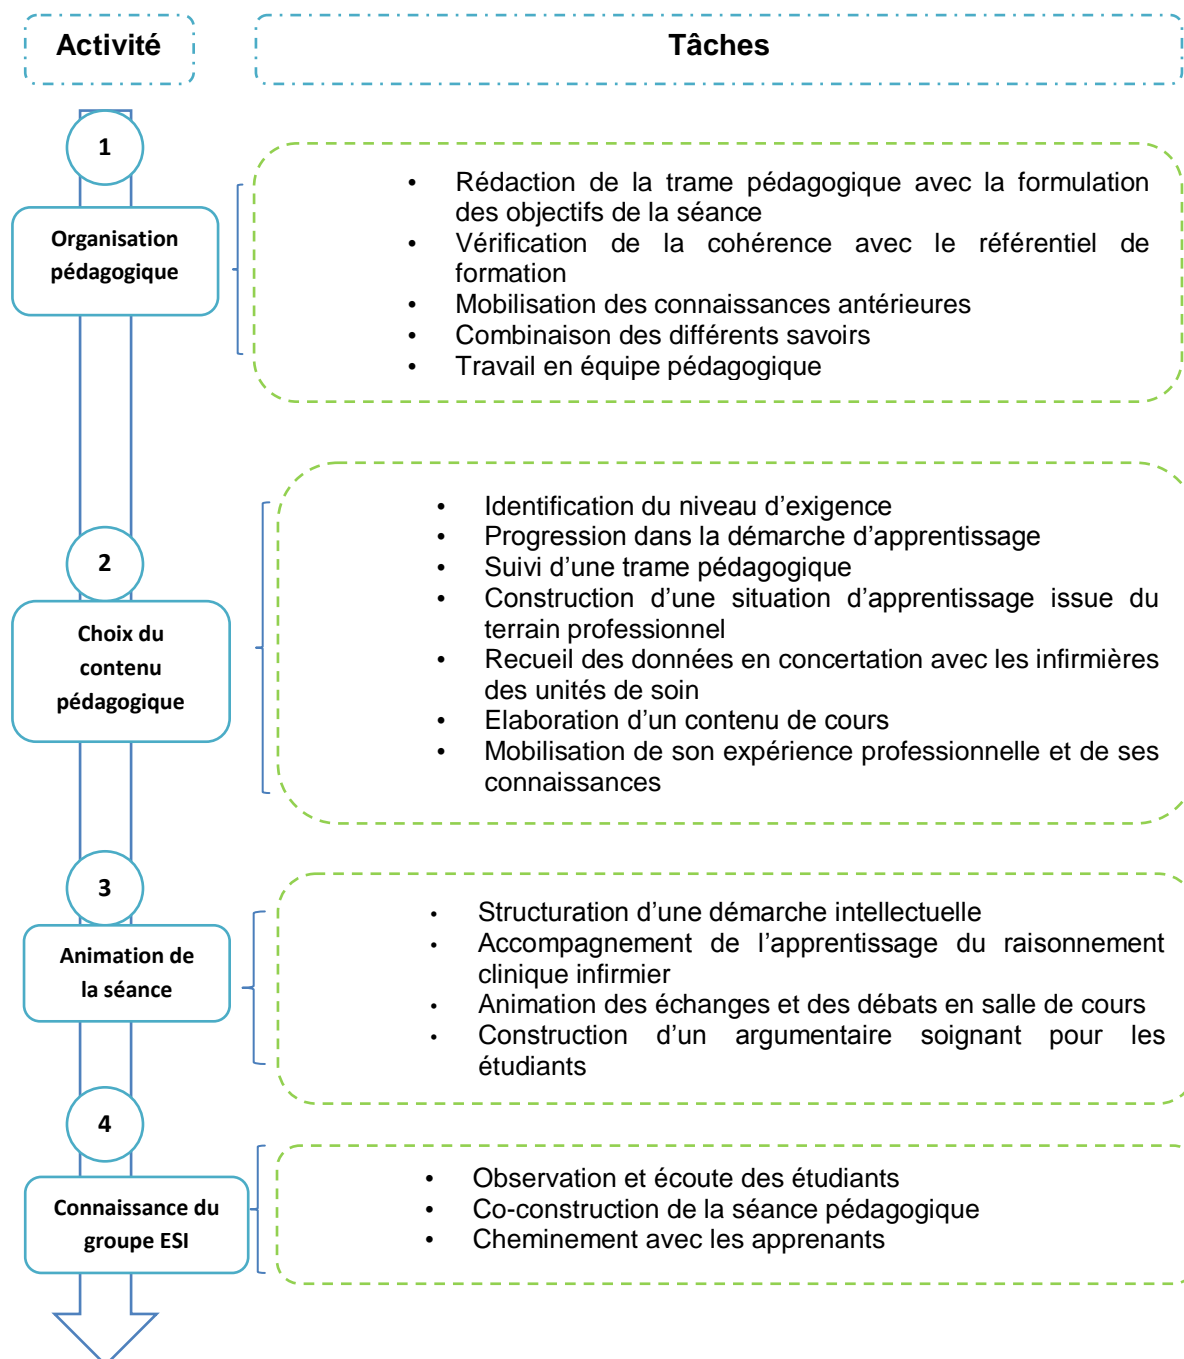 Activité
Tâches
1
Organisation
pédagogique
• Rédaction de la trame pédagogique avec la formulation
des objectifs de la séance
• Vérification de la cohérence avec le référentiel de
formation
• Mobilisation des connaissances antérieures
• Combinaison des différents savoirs
• Travail en équipe pédagogique
2
Choix du
contenu
pédagogique
• Identification du niveau d’exigence
• Progression dans la démarche d’apprentissage
• Suivi d’une trame pédagogique
• Construction d’une situation d’apprentissage issue du
terrain professionnel
• Recueil des données en concertation avec les infirmières
des unités de soin
• Elaboration d’un contenu de cours
• Mobilisation de son expérience professionnelle et de ses
connaissances
3
Animation de
la séance
• Structuration d’une démarche intellectuelle
• Accompagnement de l’apprentissage du raisonnement
clinique infirmier
• Animation des échanges et des débats en salle de cours
• Construction d’un argumentaire soignant pour les
étudiants
4
Connaissance du
groupe ESI
• Observation et écoute des étudiants
• Co-construction de la séance pédagogique
• Cheminement avec les apprenants